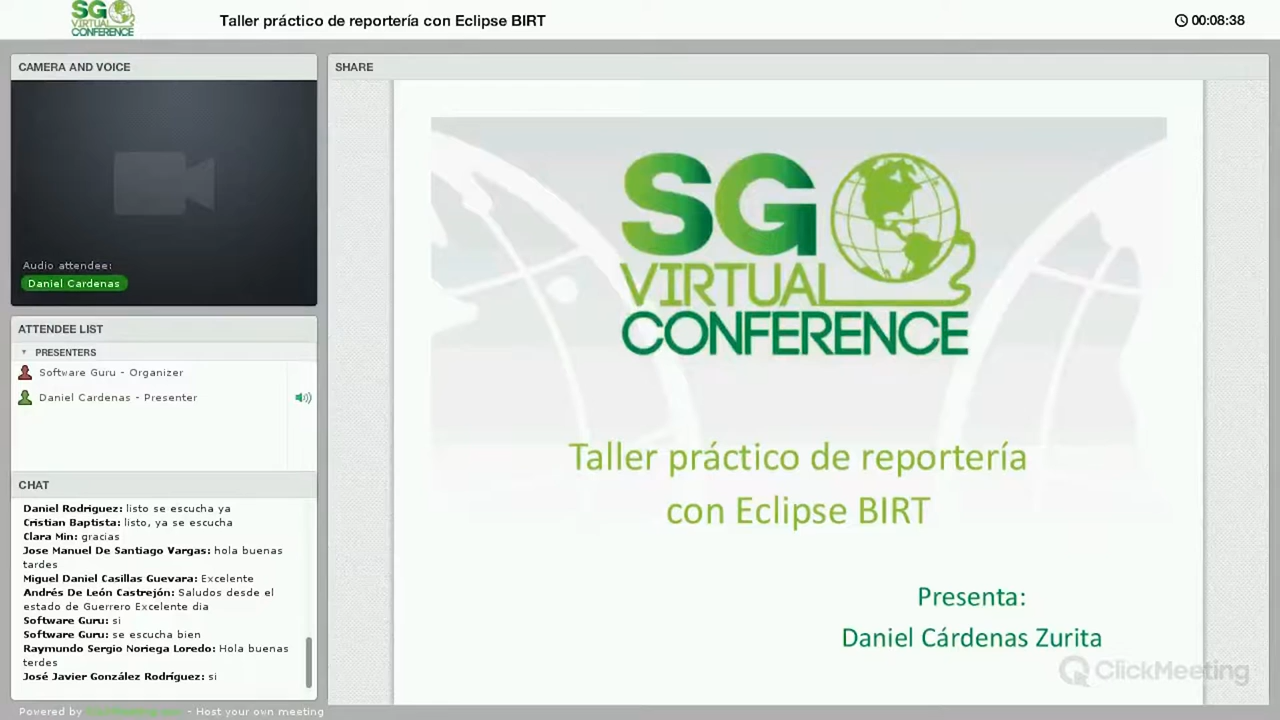 SG
VIRTUAL
CONFERENCE
Taller práctico de reportería con Eclipse BIRT
00:08:38
CAMERA AND VOICE
Audio attendee:
Daniel Cardenas
ATTENDEE LIST
PRESENTERS
Software Guru - Organizer
Daniel Cardenas - Presenter
CHAT
Daniel Rodriguez: listo se escucha ya
Cristian Baptista: listo, ya se escucha
Clara Min: gracias
Jose Manuel De Santiago Vargas: hola buenas
tardes
Miguel Daniel Casillas Guevara: Excelente
Andrés De León Castrejón: Saludos desde el
estado de Guerrero Excelente dia
Software Guru: si
Software Guru: se escucha bien
Raymundo Sergio Noriega Loredo: Hola buenas
terdes
José Javier González Rodríguez: si
Powered by - Host your own meeting
SHARE
SG
VIRTUAL
CONFERENCE
Taller práctico de reportería
con Eclipse BIRT
Presenta:
Daniel Cárdenas Zurita
ClickMeeting